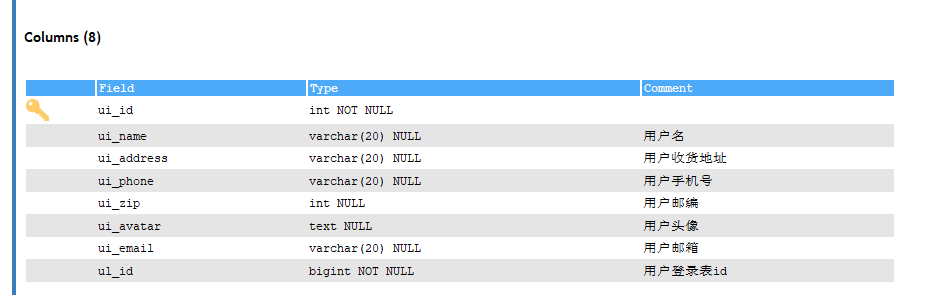 Columns (8)
Field Type Comment
ui_id int NOT NULL
ui_name varchar(20) NULL 用户名
ui_address varchar(20) NULL 用户收货地址
ui_phone varchar(20) NULL 用户手机号
ui_zip int NULL 用户邮编
ui_avatar text NULL 用户头像
ui_email varchar(20) NULL 用户邮箱
ul_id bigint NOT NULL 用户登录表id